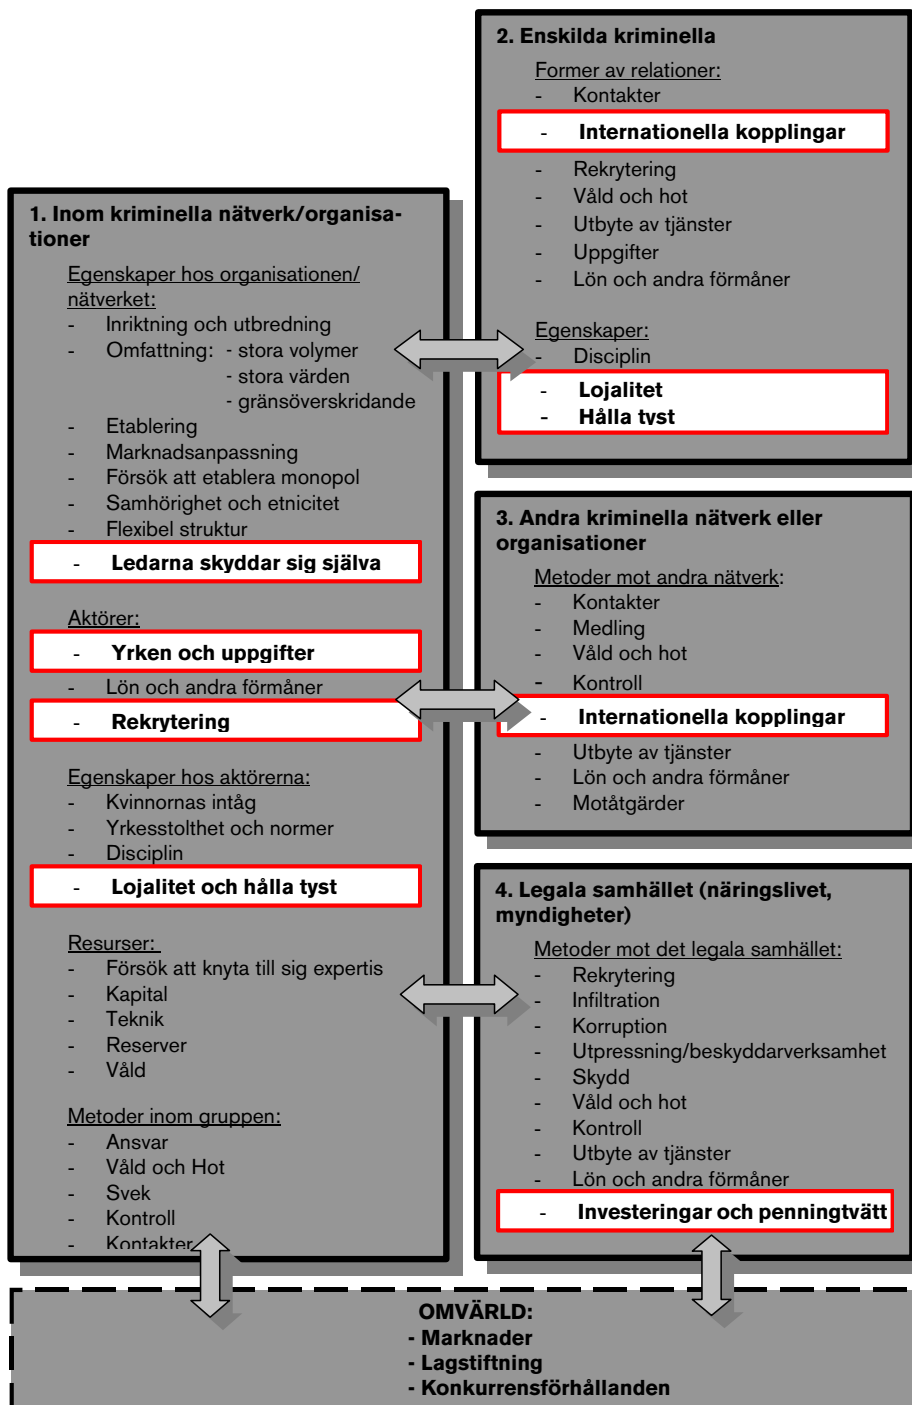 1. Inom kriminella nätverk/organisa-
tioner
Egenskaper hos organisationen/
nätverket:
- Inriktning och utbredning
- Omfattning: - stora volymer
- stora värden
- gränsöverskridande
- Etablering
- Marknadsanpassning
- Försök att etablera monopol
- Samhörighet och etnicitet
- Flexibel struktur
- Ledarna skyddar sig själva
Aktörer:
- Yrken och uppgifter
- Lön och andra förmåner
- Rekrytering
Egenskaper hos aktörerna:
- Kvinnornas intåg
- Yrkesstolthet och normer
- Disciplin
- Lojalitet och hålla tyst
Resurser:
- Försök att knyta till sig expertis
- Kapital
- Teknik
- Reserver
- Våld
Metoder inom gruppen:
- Ansvar
- Våld och Hot
- Svek
- Kontroll
- Kontakter
2. Enskilda kriminella
Former av relationer:
- Kontakter
- Internationella kopplingar
- Rekrytering
- Våld och hot
- Utbyte av tjänster
- Uppgifter
- Lön och andra förmåner
Egenskaper:
- Disciplin
- Lojalitet
- Hålla tyst
3. Andra kriminella nätverk eller
organisationer
Metoder mot andra nätverk:
- Kontakter
- Medling
- Våld och hot
- Kontroll
- Internationella kopplingar
- Utbyte av tjänster
- Lön och andra förmåner
- Motåtgärder
4. Legala samhället (näringslivet,
myndigheter)
Metoder mot det legala samhället:
- Rekrytering
- Infiltration
- Korruption
- Utpressning/beskyddarverksamhet
- Skydd
- Våld och hot
- Kontroll
- Utbyte av tjänster
- Lön och andra förmåner
- Investeringar och penningtvätt
OMVÄRLD:
- Marknader
- Lagstiftning
- Konkurrensförhållanden